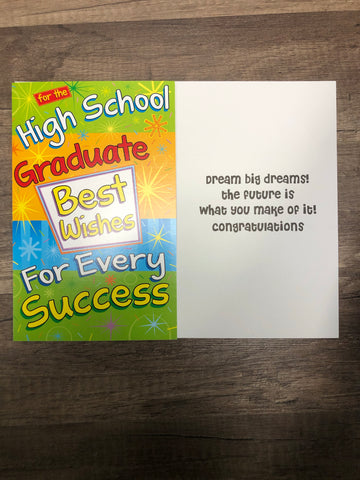 for the
High School
Graduate
Best
Wishes
For Every
Success
Dream big dreams!
the future is
what you make of it!
congratulations